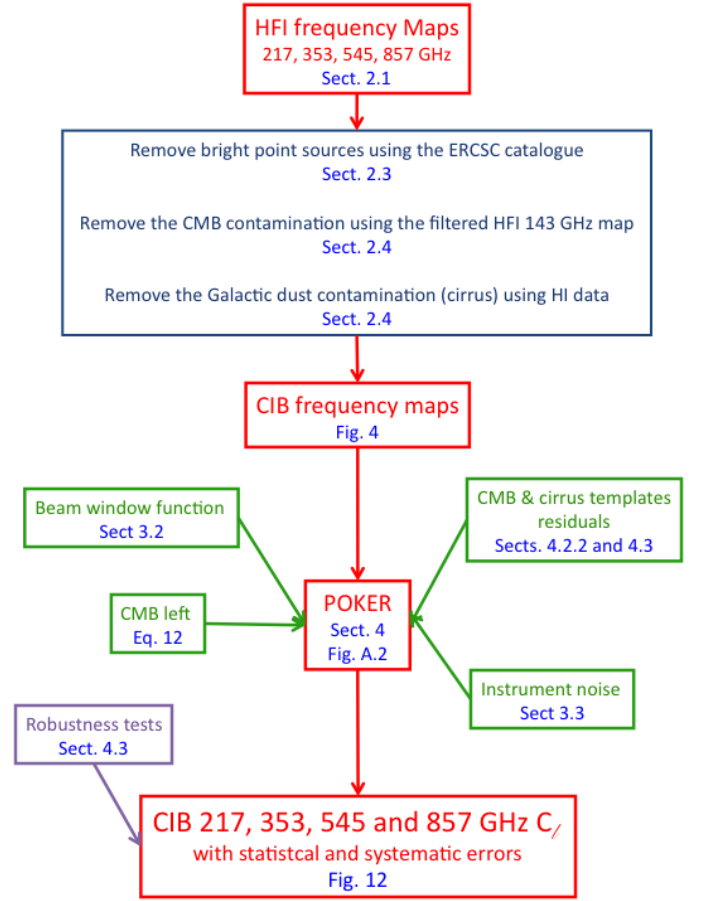 HFI frequency Maps
217, 353, 545, 857 GHz
Sect. 2.1
Remove bright point sources using the ERCSC catalogue
Sect. 2.3
Remove the CMB contamination using the filtered HFI 143 GHz map
Sect. 2.4
Remove the Galactic dust contamination (cirrus) using HI data
Sect. 2.4
CIB frequency maps
Fig. 4
Beam window function
Sect 3.2
CMB & cirrus templates
residuals
Sects. 4.2.2 and 4.3
CMB left
Eq. 12
POKER
Sect. 4
Fig. A.2
Instrument noise
Sect 3.3
Robustness tests
Sect. 4.3
CIB 217, 353, 545 and 857 GHz Cℓ
with statistcal and systematic errors
Fig. 12